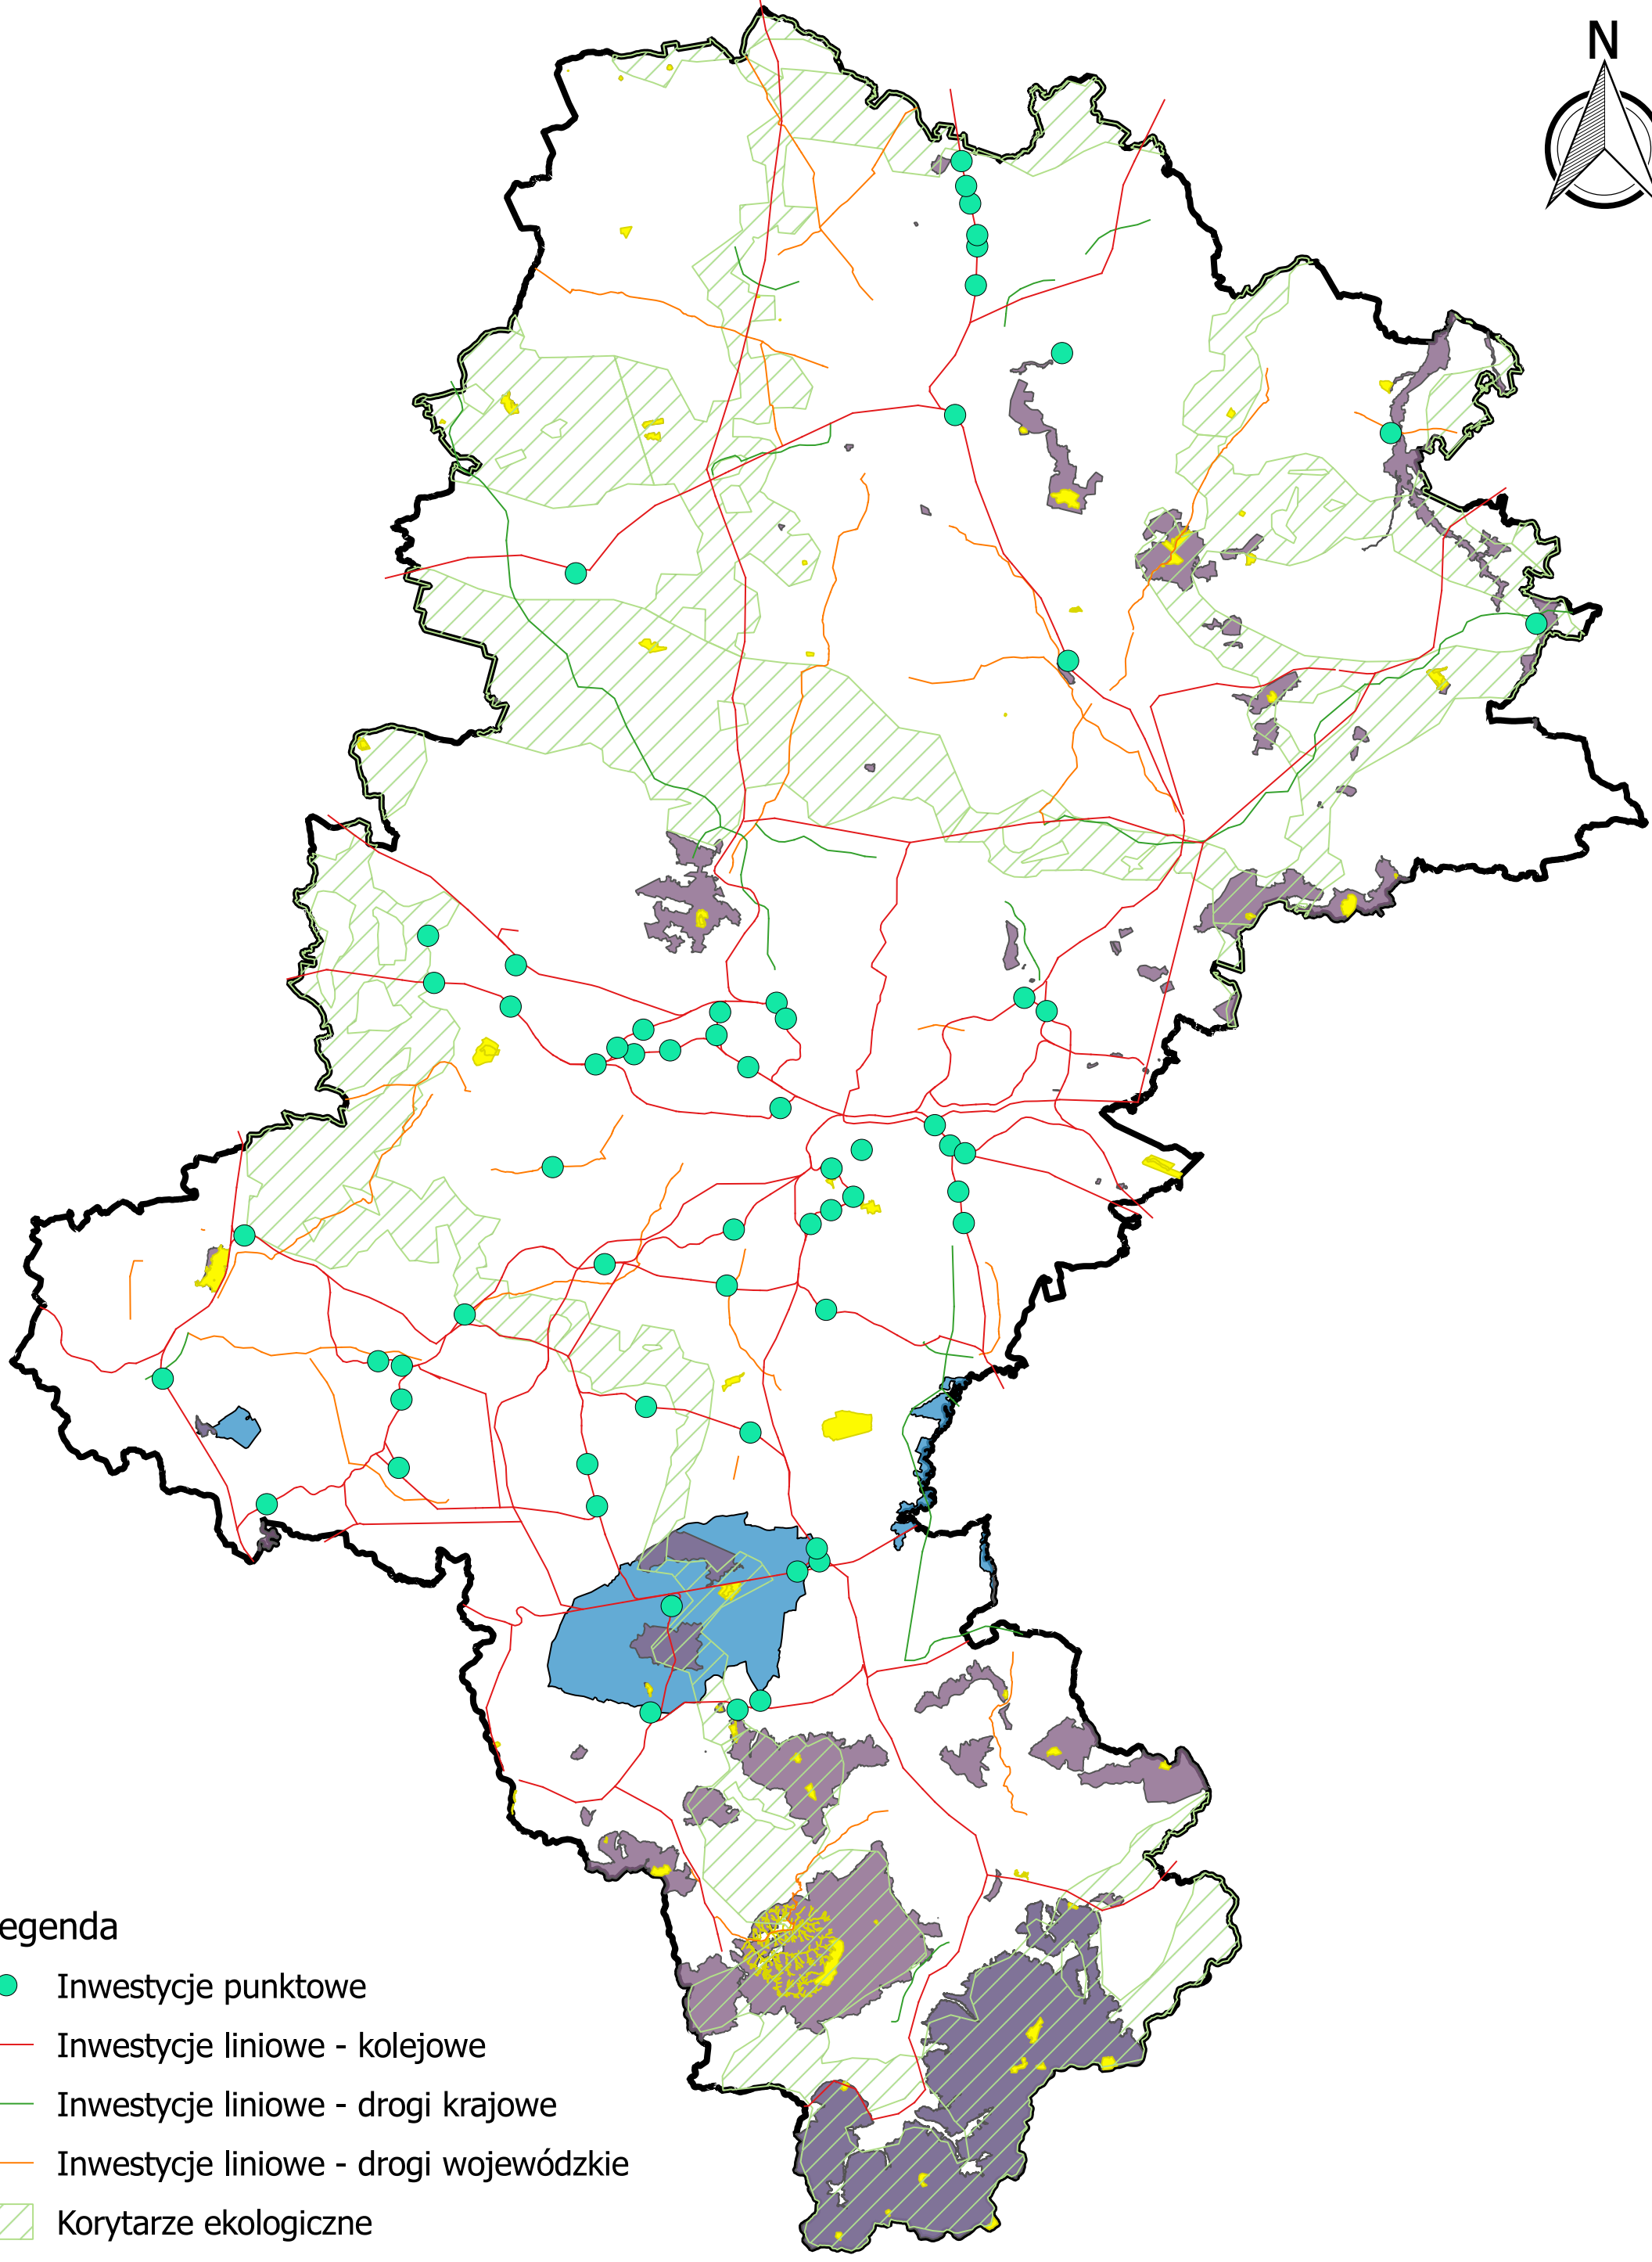 N
egenda
Inwestycje punktowe
Inwestycje liniowe - kolejowe
Inwestycje liniowe - drogi krajowe
Inwestycje liniowe - drogi wojewódzkie
Korytarze ekologiczne